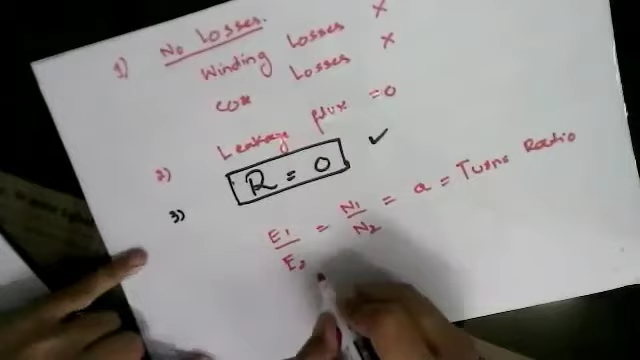 1) No Losses.
Winding Losses X
Core Losses X
2) Leakage flux = 0
3) R = 0 ✓
E1/E2 = N1/N2 = a = Turns Ratio